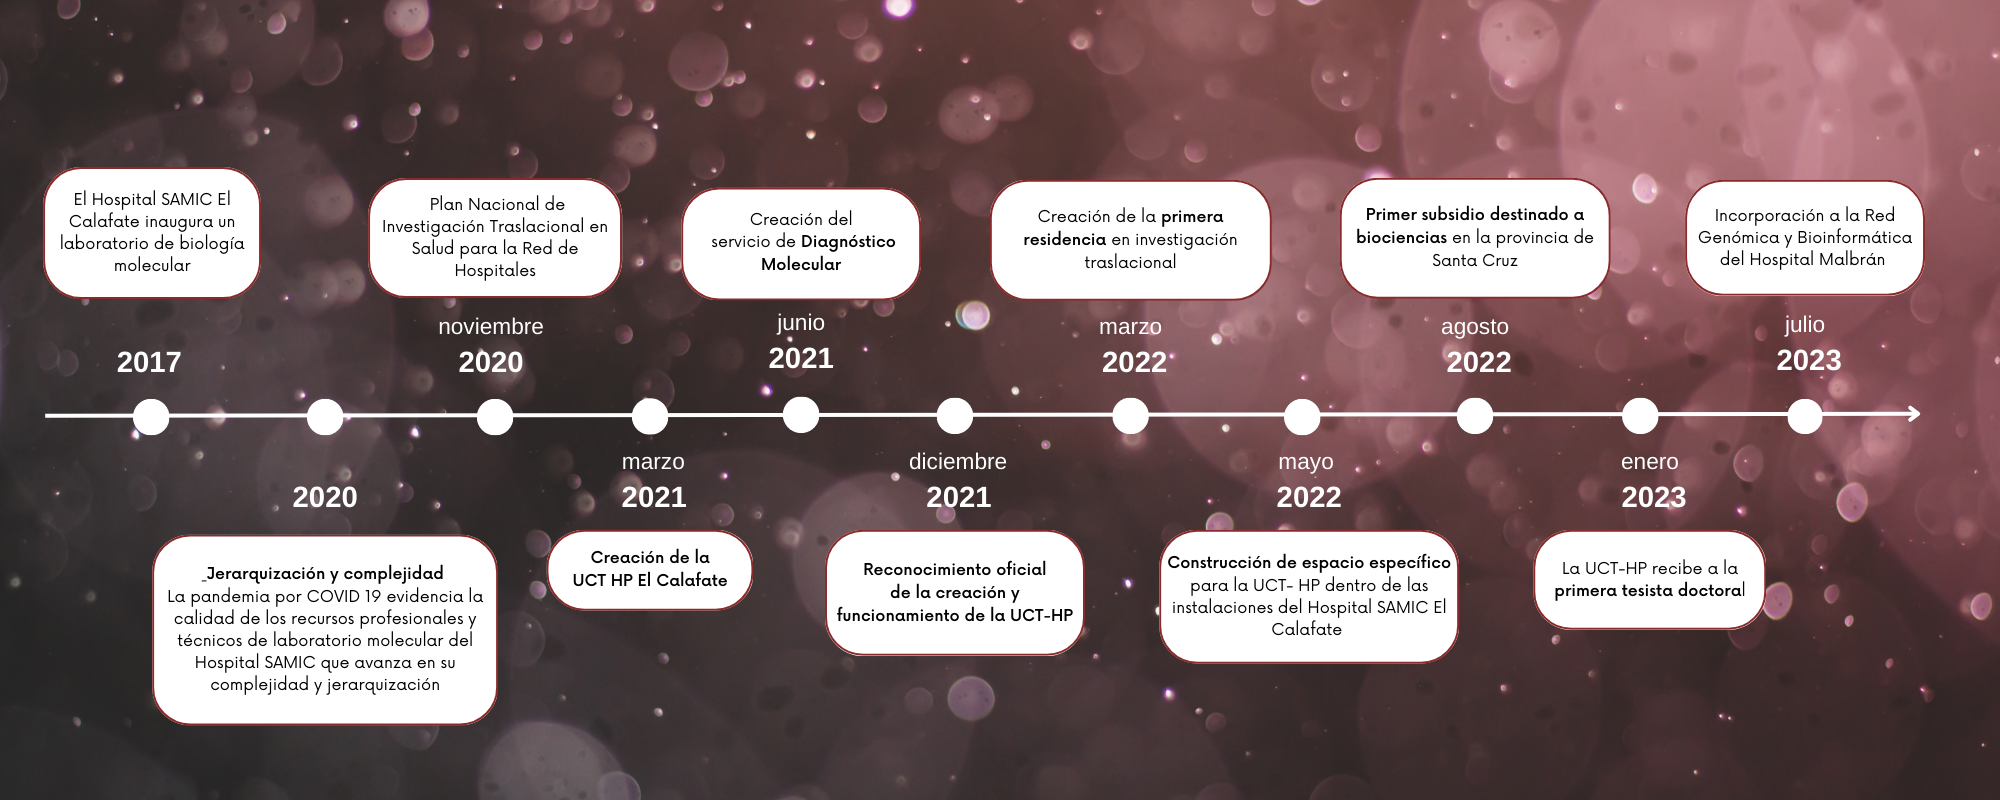 El Hospital SAMIC El
Calafate inaugura un
laboratorio de biología
molecular
2017
2020
_Jerarquización y complejidad
La pandemia por COVID 19 evidencia la
calidad de los recursos profesionales y
técnicos de laboratorio molecular del
Hospital SAMIC que avanza en su
complejidad y jerarquización
Plan Nacional de
Investigación Traslacional en
Salud para la Red de
Hospitales
noviembre
2020
marzo
2021
Creación de la
UCT HP El Calafate
Creación del
servicio de Diagnóstico
Molecular
junio
2021
diciembre
2021
Reconocimiento oficial
de la creación y
funcionamiento de la UCT-HP
Creación de la primera
residencia en investigación
traslacional
marzo
2022
mayo
2022
Construcción de espacio específico
para la UCT- HP dentro de las
instalaciones del Hospital SAMIC El
Calafate
Primer subsidio destinado a
biociencias en la provincia de
Santa Cruz
agosto
2022
enero
2023
La UCT-HP recibe a la
primera tesista doctoral
Incorporación a la Red
Genómica y Bioinformática
del Hospital Malbrán
julio
2023